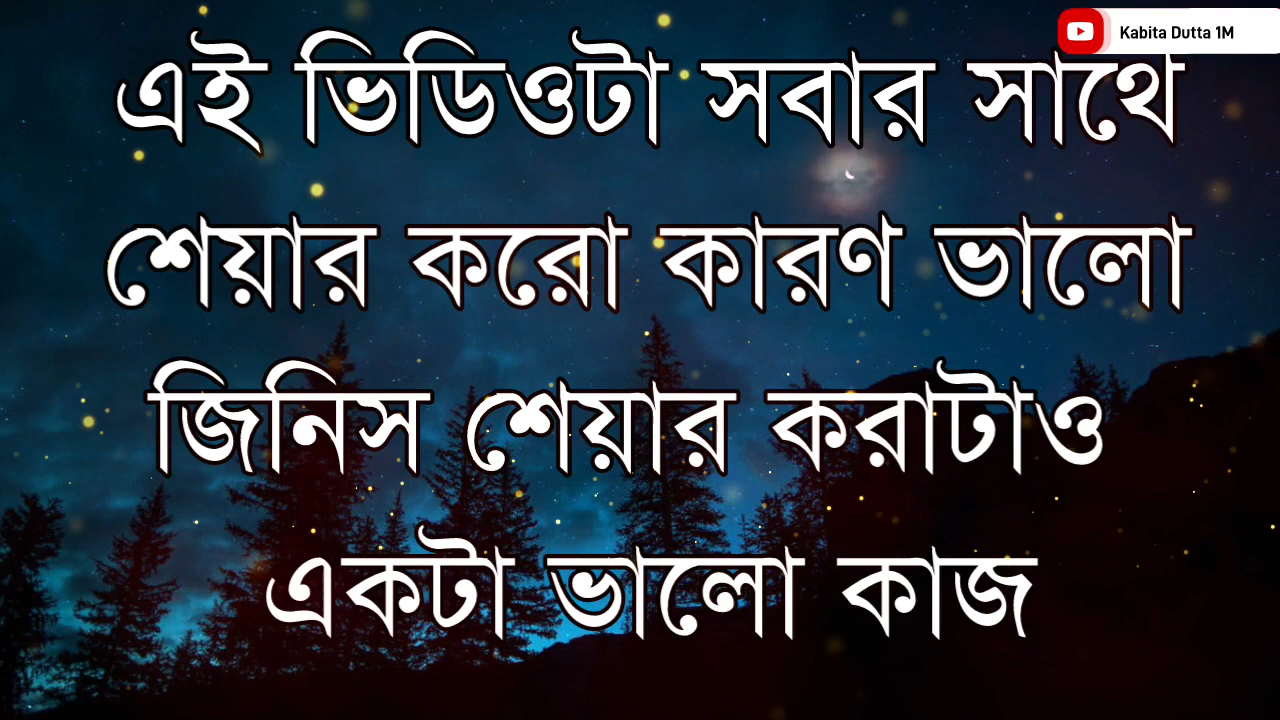 Kabita Dutta 1M
এই ভিডিওটা সবার সাথে
শেয়ার করো কারণ ভালো
জিনিস শেয়ার করাটাও
একটা ভালো কাজ